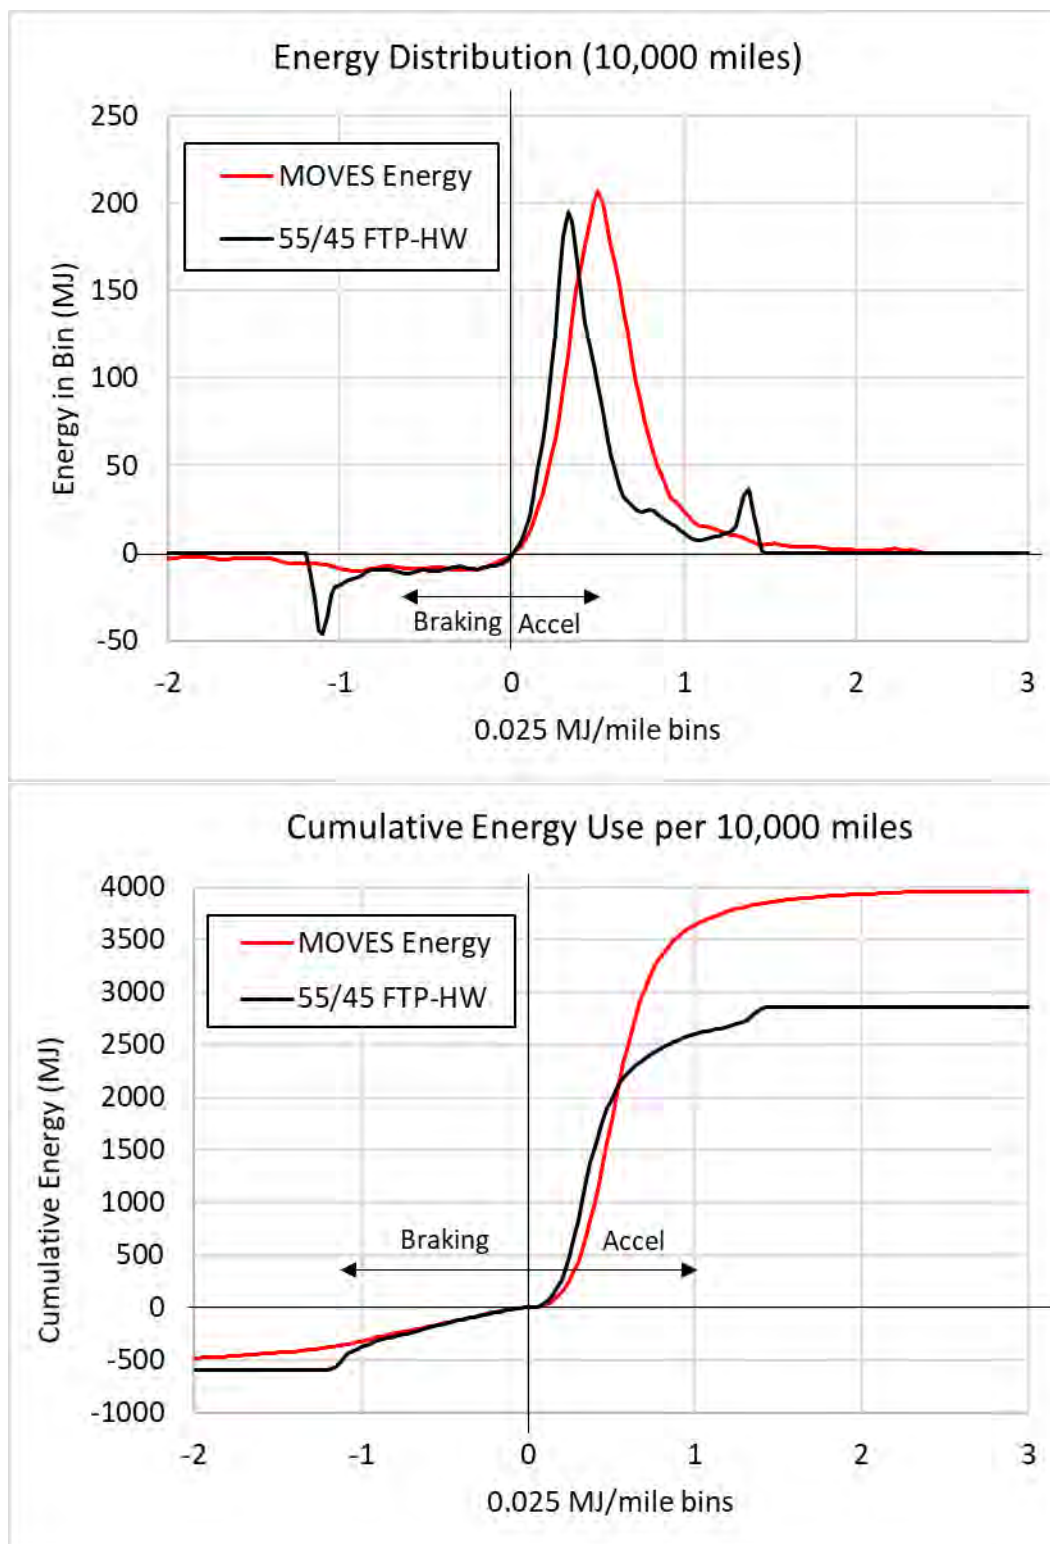 Energy Distribution (10,000 miles)
250
200
150
100
50
0
-50
MOVES Energy
55/45 FTP-HW
Energy in Bin (MJ)
Braking
Accel
-2 -1 0 1 2 3
0.025 MJ/mile bins
Cumulative Energy Use per 10,000 miles
4000
3500
3000
2500
2000
1500
1000
500
0
-500
-1000
MOVES Energy
55/45 FTP-HW
Cumulative Energy (MJ)
Braking
Accel
-2 -1 0 1 2 3
0.025 MJ/mile bins